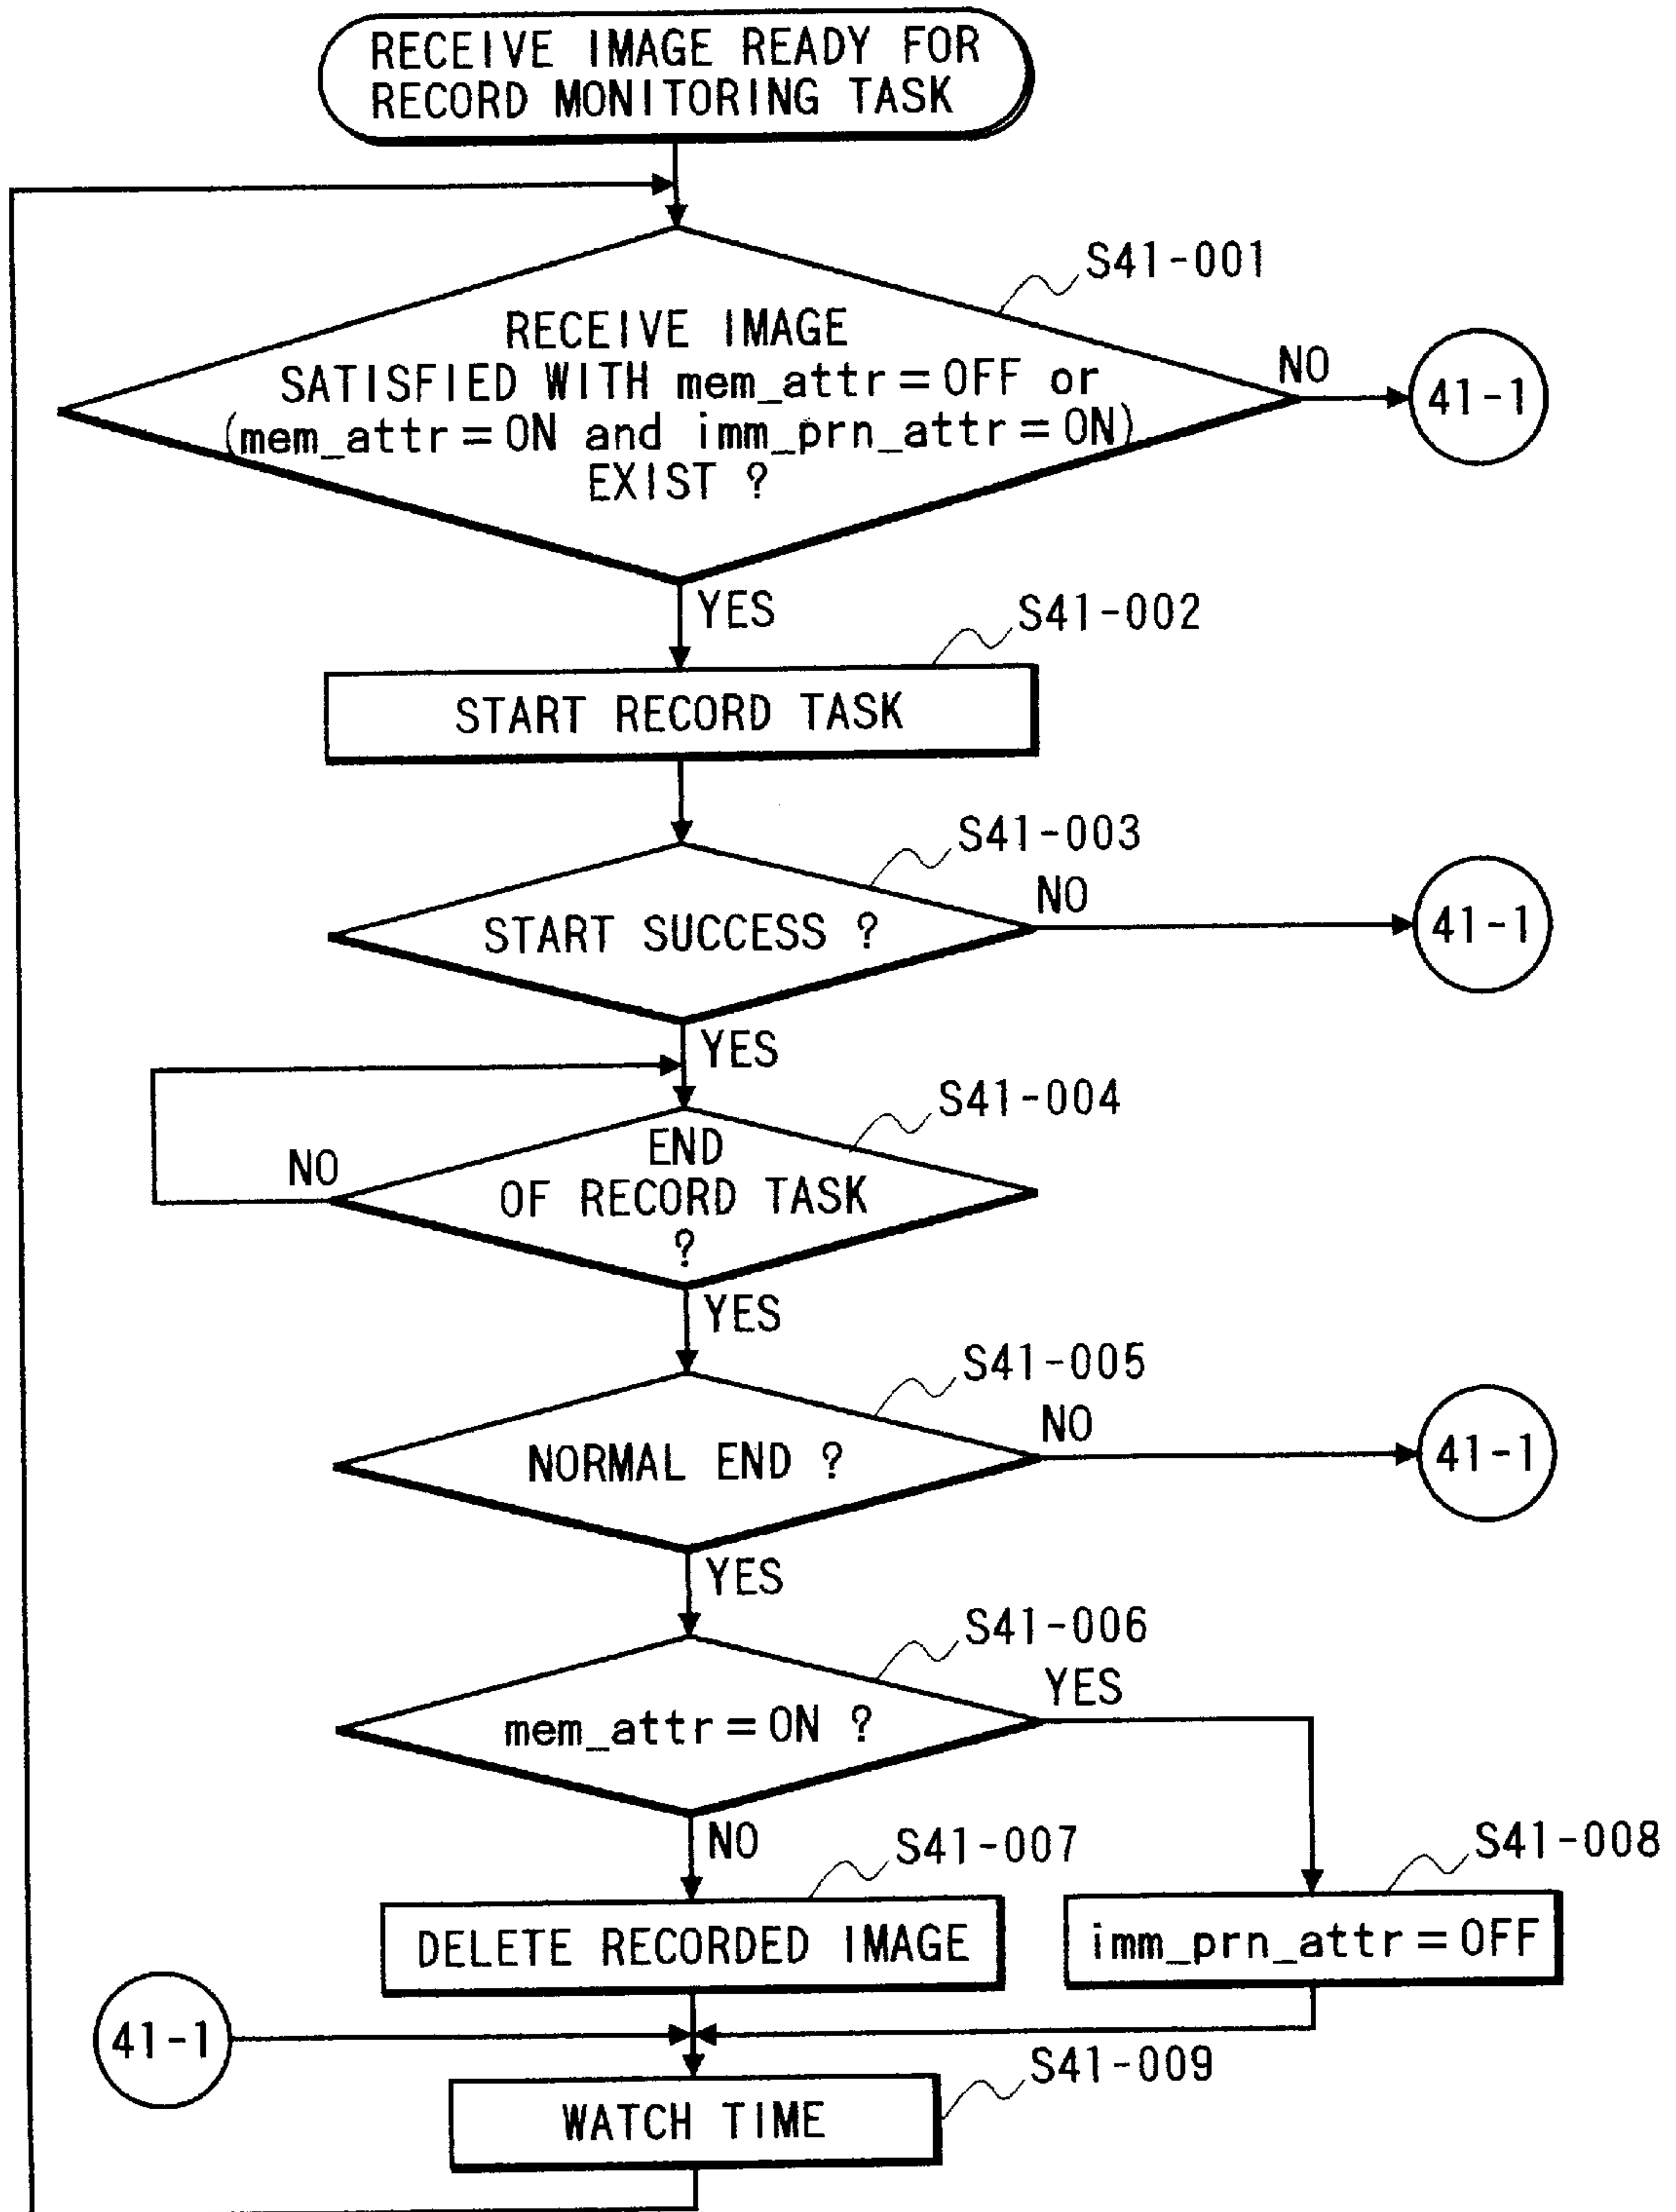 RECEIVE IMAGE READY FOR
RECORD MONITORING TASK
S41-001
RECEIVE IMAGE
SATISFIED WITH mem_attr=OFF or
(mem_attr=ON and imm_prn_attr=ON)
EXIST ?
NO
41-1
YES
S41-002
START RECORD TASK
S41-003
START SUCCESS ?
NO
41-1
YES
S41-004
END
OF RECORD TASK
?
NO
YES
S41-005
NORMAL END ?
NO
41-1
YES
S41-006
mem_attr=ON ?
YES
NO
S41-007
DELETE RECORDED IMAGE
S41-008
imm_prn_attr=OFF
41-1
S41-009
WATCH TIME